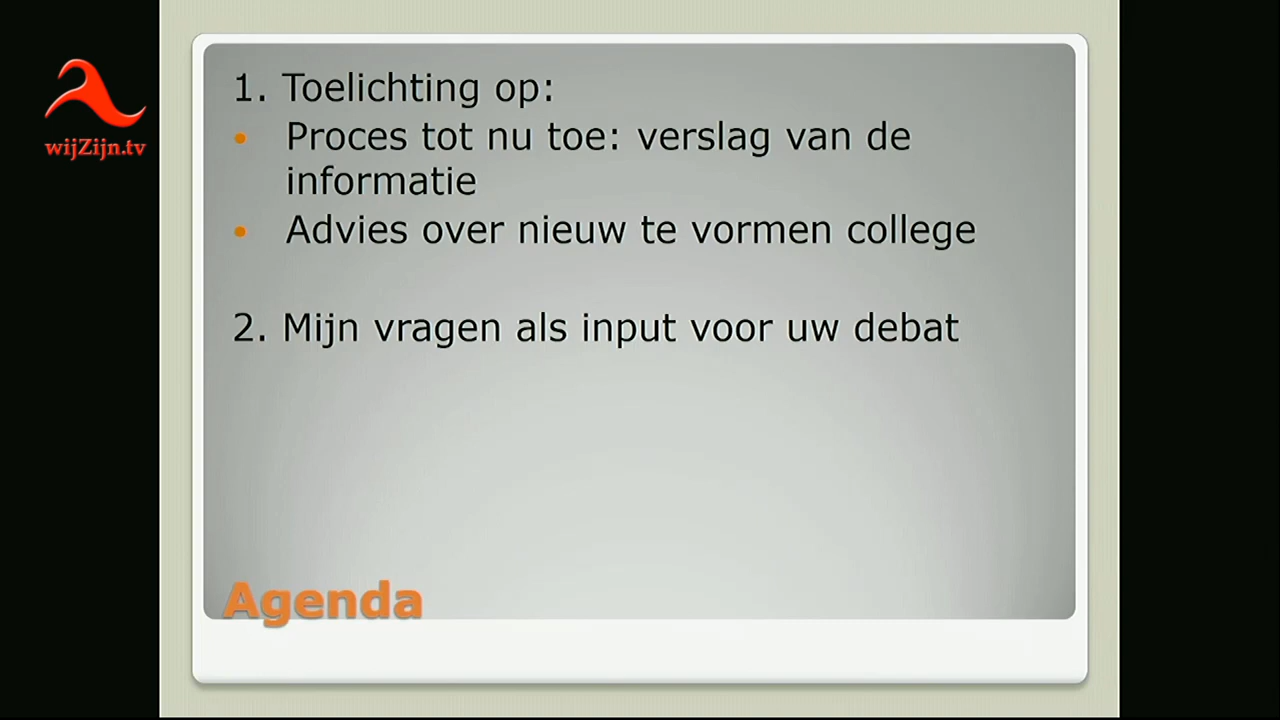 wijZijn.tv
1. Toelichting op:
• Proces tot nu toe: verslag van de
informatie
• Advies over nieuw te vormen college
2. Mijn vragen als input voor uw debat
Agenda